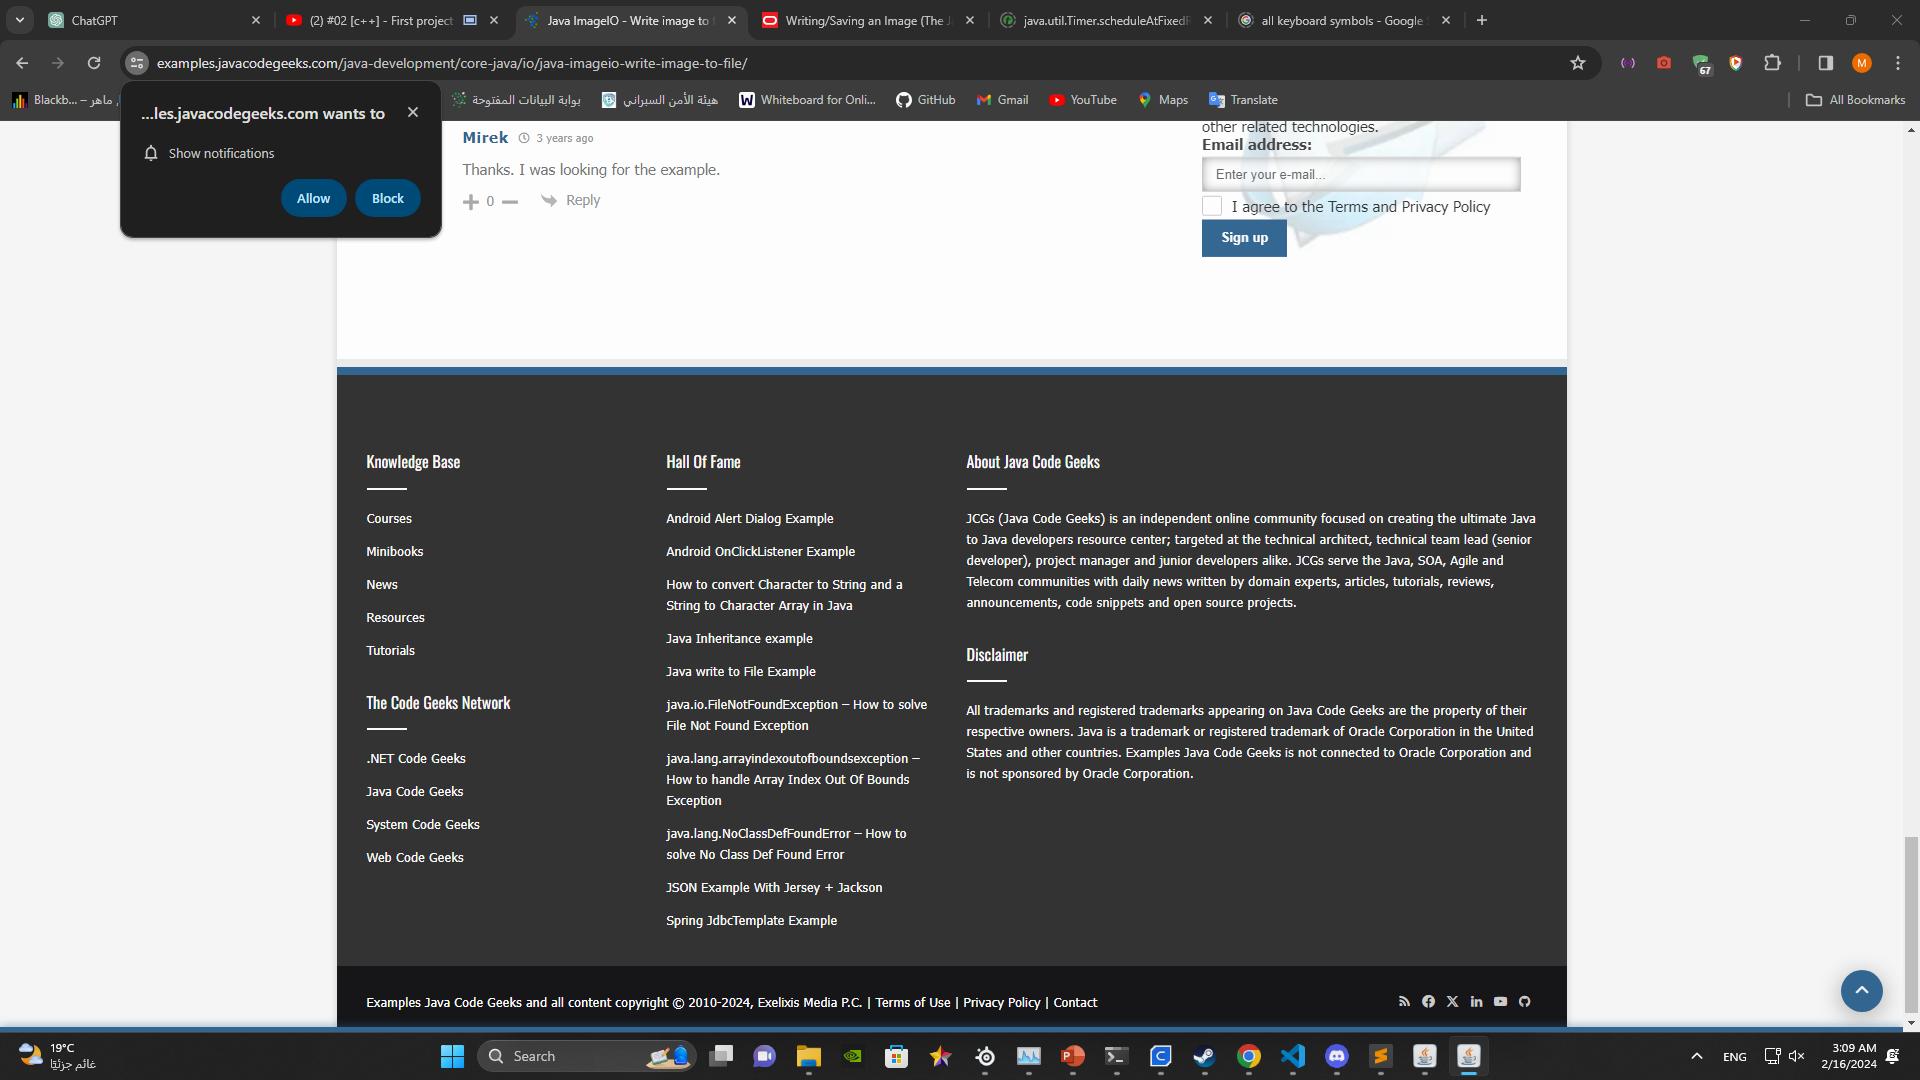 ChatGPT
(2) #02 [c++] - First project
Java ImageIO - Write image to
Writing/Saving an Image (The
java.util.Timer.scheduleAtFixed
all keyboard symbols - Google
examples.javacodegeeks.com/java-development/core-java/io/java-imageio-write-image-to-file/
67
M
Blackb... – ماهر
بوابة البيانات المفتوحة
هيئة الأمن السبراني
Whiteboard for Onli...
GitHub
Gmail
YouTube
Maps
Translate
All Bookmarks
...les.javacodegeeks.com wants to
Show notifications
Allow
Block
Mirek
3 years ago
Thanks. I was looking for the example.
0
Reply
other related technologies.
Email address:
Enter your e-mail...
I agree to the Terms and Privacy Policy
Sign up
Knowledge Base
Courses
Minibooks
News
Resources
Tutorials
The Code Geeks Network
.NET Code Geeks
Java Code Geeks
System Code Geeks
Web Code Geeks
Hall Of Fame
Android Alert Dialog Example
Android OnClickListener Example
How to convert Character to String and a
String to Character Array in Java
Java Inheritance example
Java write to File Example
java.io.FileNotFoundException – How to solve
File Not Found Exception
java.lang.arrayindexoutofboundsexception –
How to handle Array Index Out Of Bounds
Exception
java.lang.NoClassDefFoundError – How to
solve No Class Def Found Error
JSON Example With Jersey + Jackson
Spring JdbcTemplate Example
About Java Code Geeks
JCGs (Java Code Geeks) is an independent online community focused on creating the ultimate Java
to Java developers resource center; targeted at the technical architect, technical team lead (senior
developer), project manager and junior developers alike. JCGs serve the Java, SOA, Agile and
Telecom communities with daily news written by domain experts, articles, tutorials, reviews,
announcements, code snippets and open source projects.
Disclaimer
All trademarks and registered trademarks appearing on Java Code Geeks are the property of their
respective owners. Java is a trademark or registered trademark of Oracle Corporation in the United
States and other countries. Examples Java Code Geeks is not connected to Oracle Corporation and
is not sponsored by Oracle Corporation.
Examples Java Code Geeks and all content copyright © 2010-2024, Exelixis Media P.C. | Terms of Use | Privacy Policy | Contact
19°C
غائم جزئيًا
Search
ENG
3:09 AM
2/16/2024